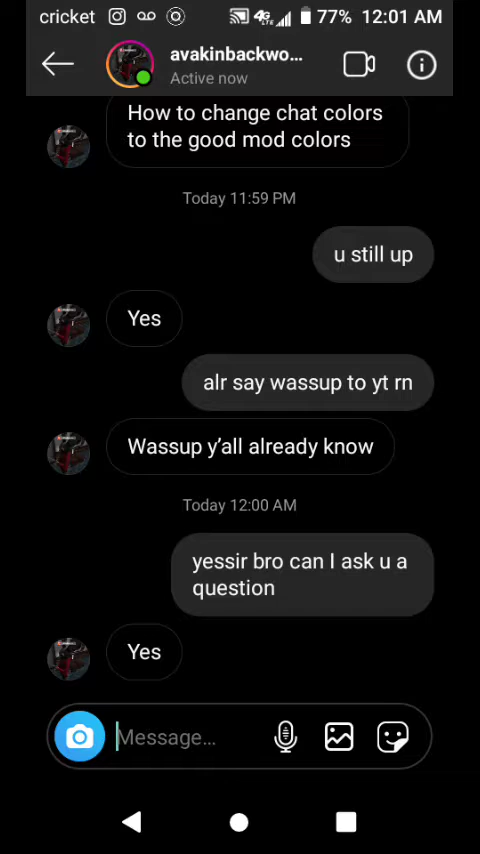 cricket 4G LTE 77% 12:01 AM
avakinbackwo...
Active now
How to change chat colors
to the good mod colors
Today 11:59 PM
u still up
Yes
alr say wassup to yt rn
Wassup y'all already know
Today 12:00 AM
yessir bro can I ask u a
question
Yes
Message...